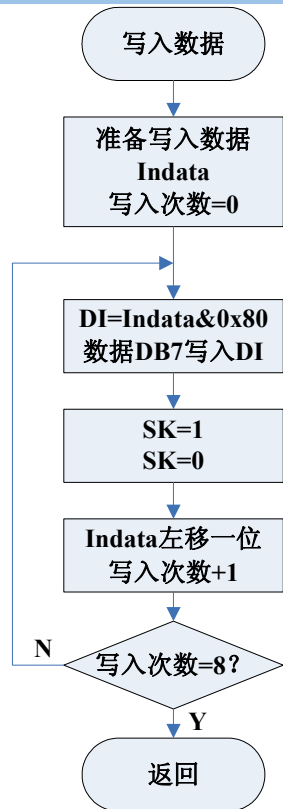 写入数据
准备写入数据
Indata
写入次数=0
DI=Indata&0x80
数据DB7写入DI
SK=1
SK=0
Indata左移一位
写入次数+1
写入次数=8？
N
Y
返回